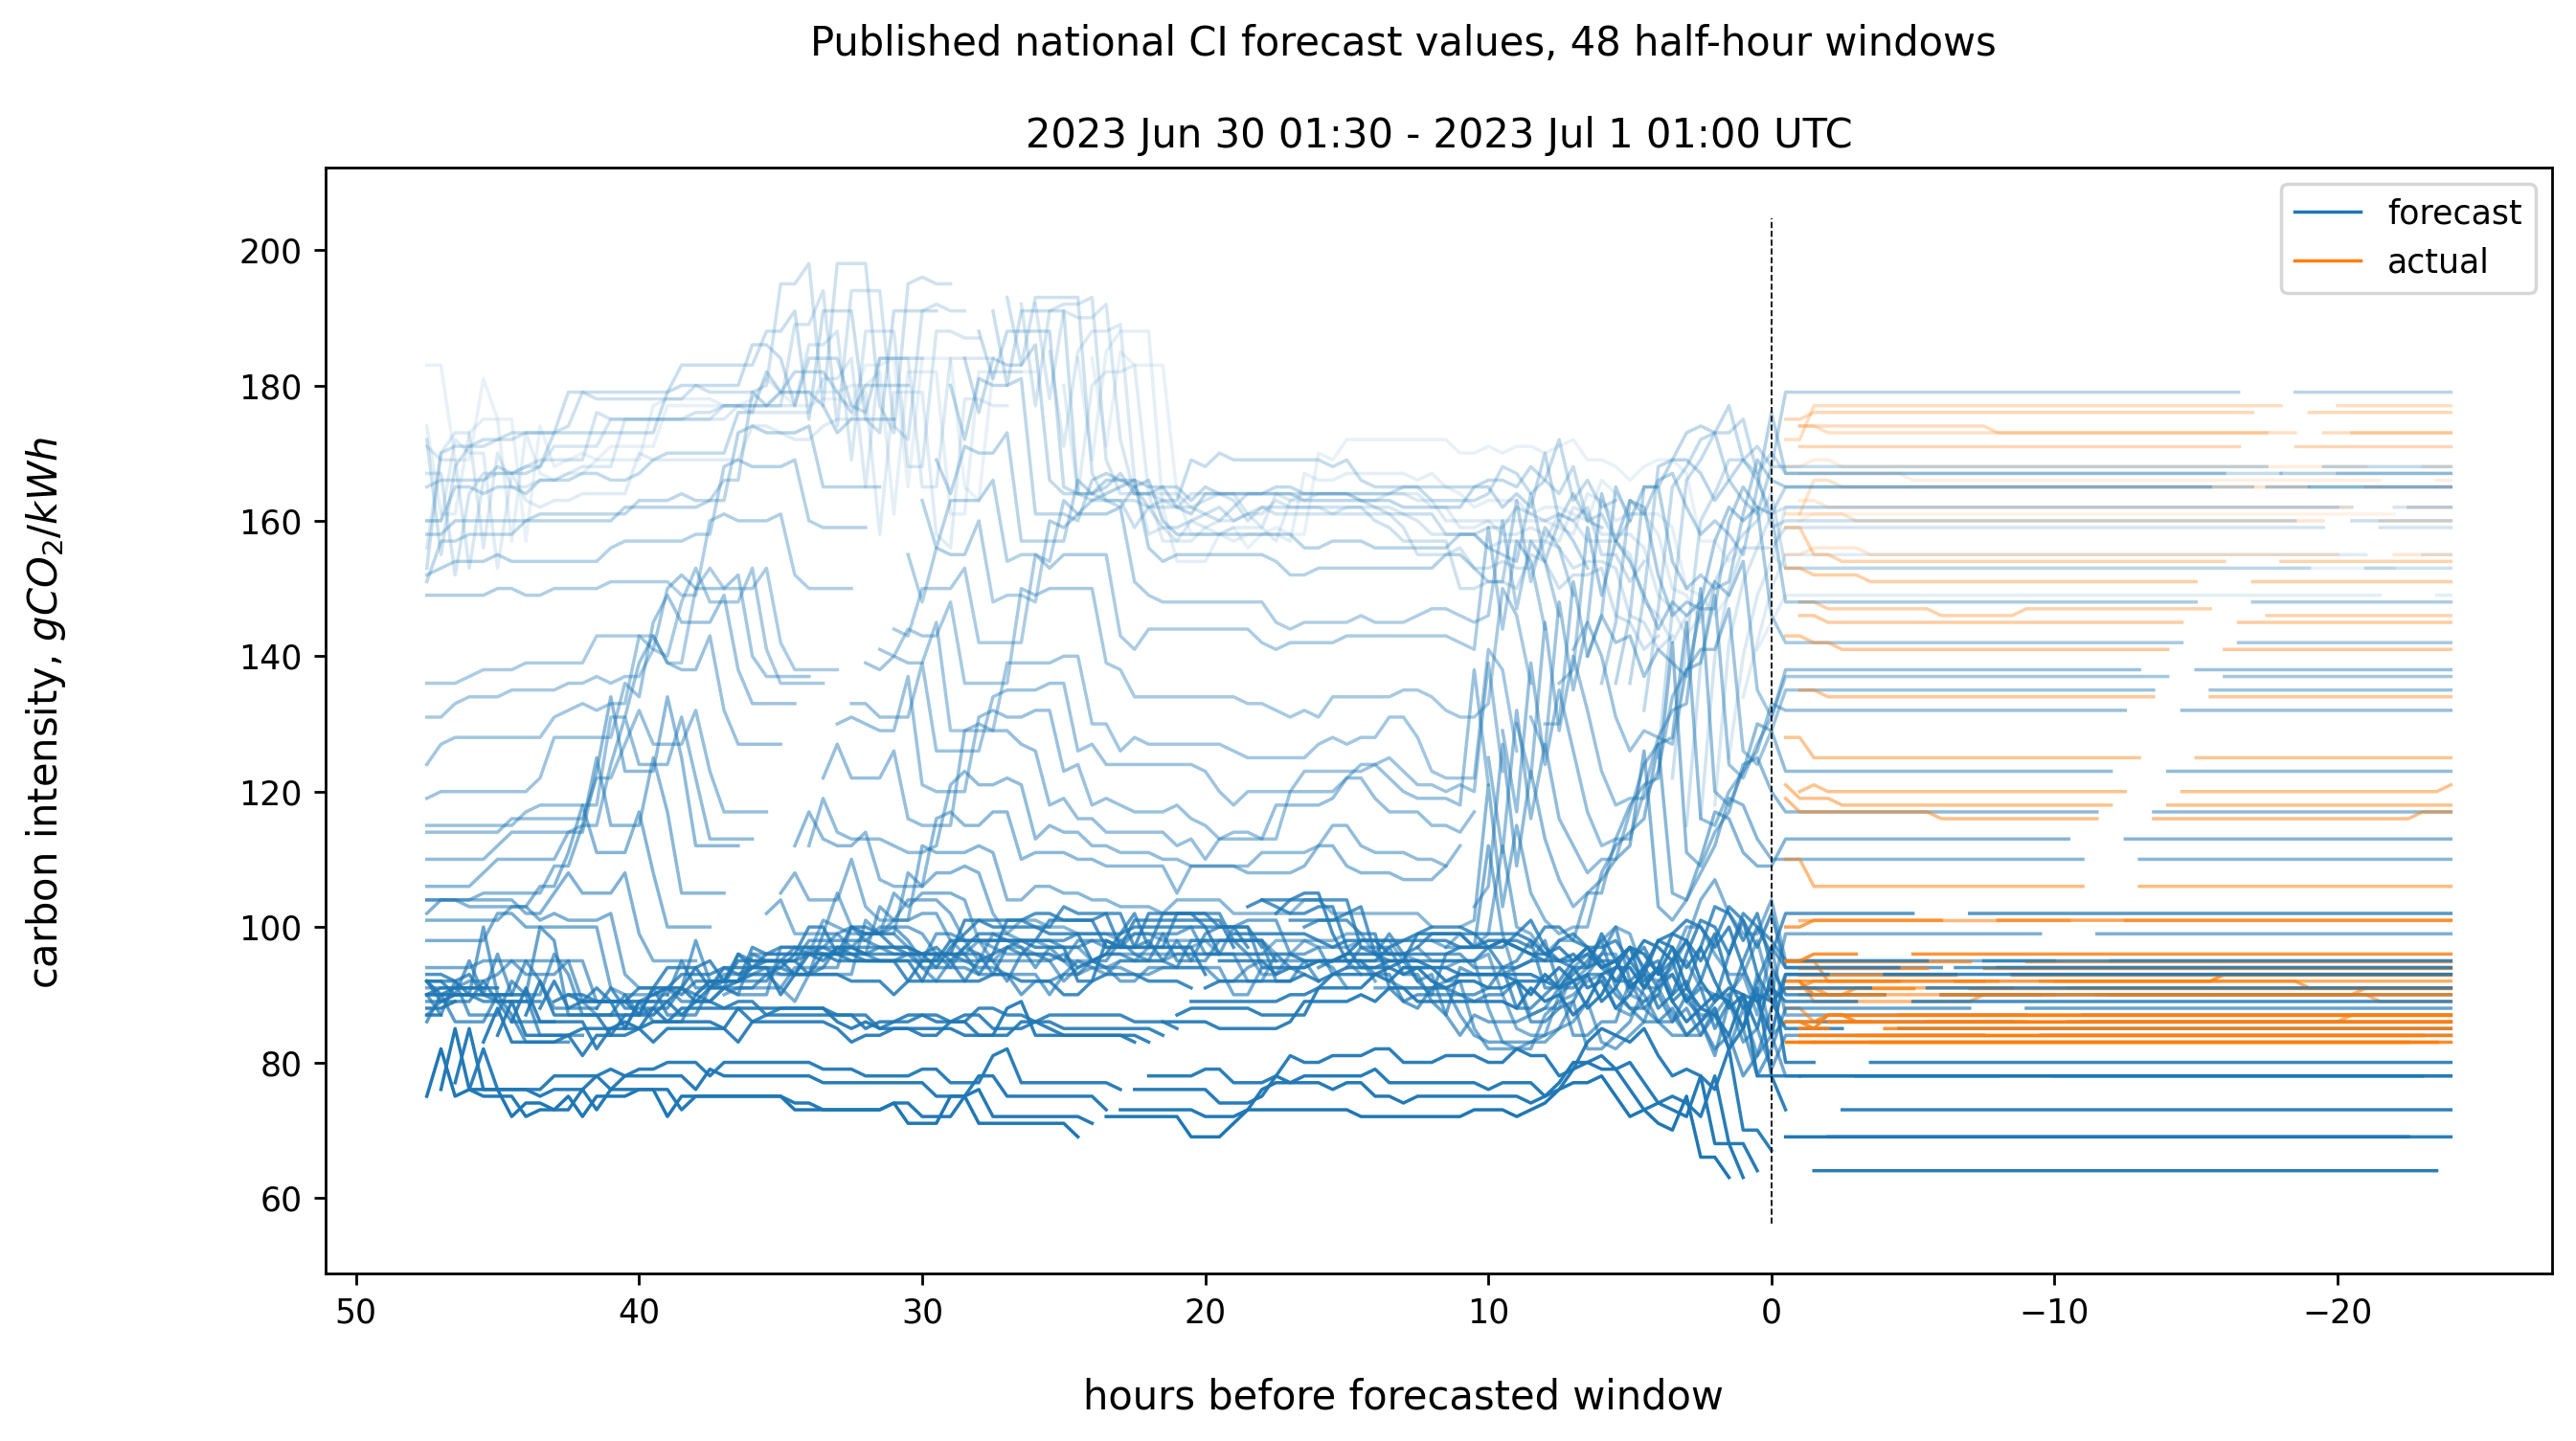 Published national CI forecast values, 48 half-hour windows
2023 Jun 30 01:30 - 2023 Jul 1 01:00 UTC
forecast
actual
carbon intensity, gCO₂/kWh
200
180
160
140
120
100
80
60
50 40 30 20 10 0 −10 −20
hours before forecasted window